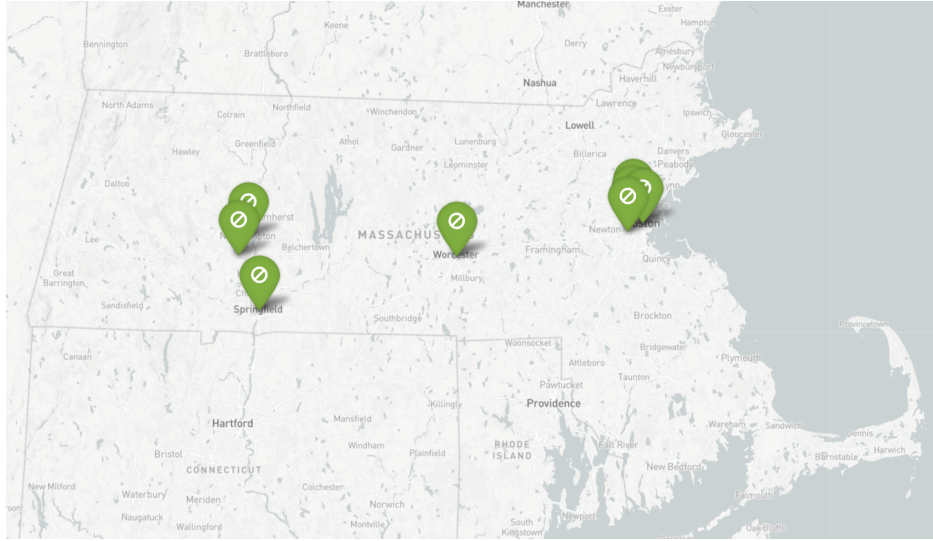 Manchester
Exeter
Keene
Hampton
Bennington
Derry
Amesbury
Brattleboro
Newburyport
Nashua
Haverhill
North Adams
Northfield
Lawrence
Colrain
Winchendon
Ipswich
Lowell
Gloucester
Greenfield
Athol
Gardner
Lunenburg
Hawley
Billerica
Danvers
Leominster
Peabody
Dalton
Newton
MASSACHU
Lee
Belchertown
Framingham
Worcester
Quincy
Great
Barrington
Millbury
Sandisfield
Springfield
Southbridge
Brockton
Provincetown
Woonsocket
Bridgewater
Canaan
Plymouth
Attleboro
Taunton
Pawtucket
Killingly
Providence
Hartford
Mansfield
Wareham
Sandwich
Dennis
Windham
RHODE
ISLAND
Fall River
Harwich
Bristol
Plainfield
Barnstable
CONNECTICUT
New Bedford
New Milford
Colchester
Waterbury
Meriden
Falmouth
Norwich
Naugatuck
Newport
Wallingford
Montville
South
Kingstown
Oak Bluffs